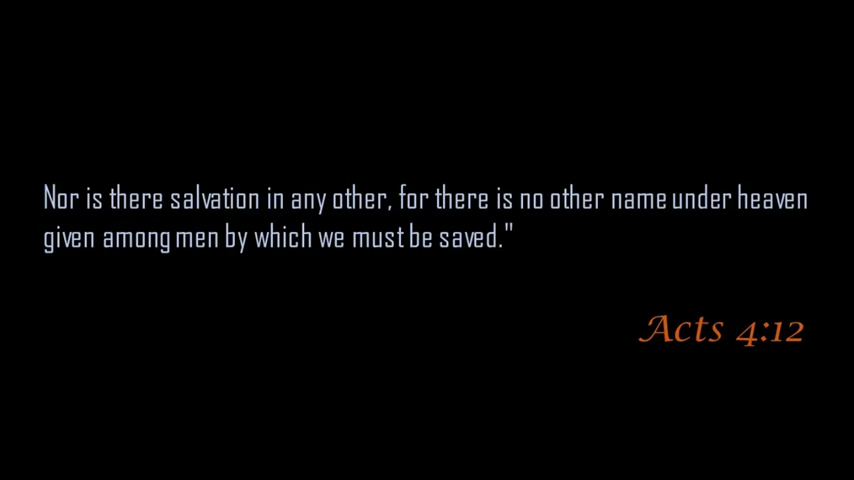 Nor is there salvation in any other, for there is no other name under heaven
given among men by which we must be saved."
Acts 4:12